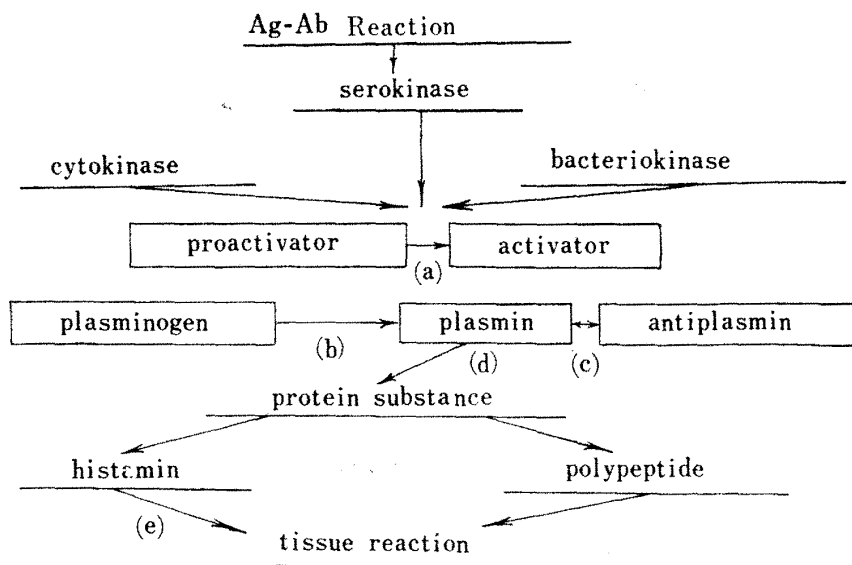 Ag-Ab Reaction
serokinase
cytokinase
bacteriokinase
proactivator
activator
(a)
plasminogen
plasmin
antiplasmin
(b)
(d)
(c)
protein substance
histamin
polypeptide
(e)
tissue reaction